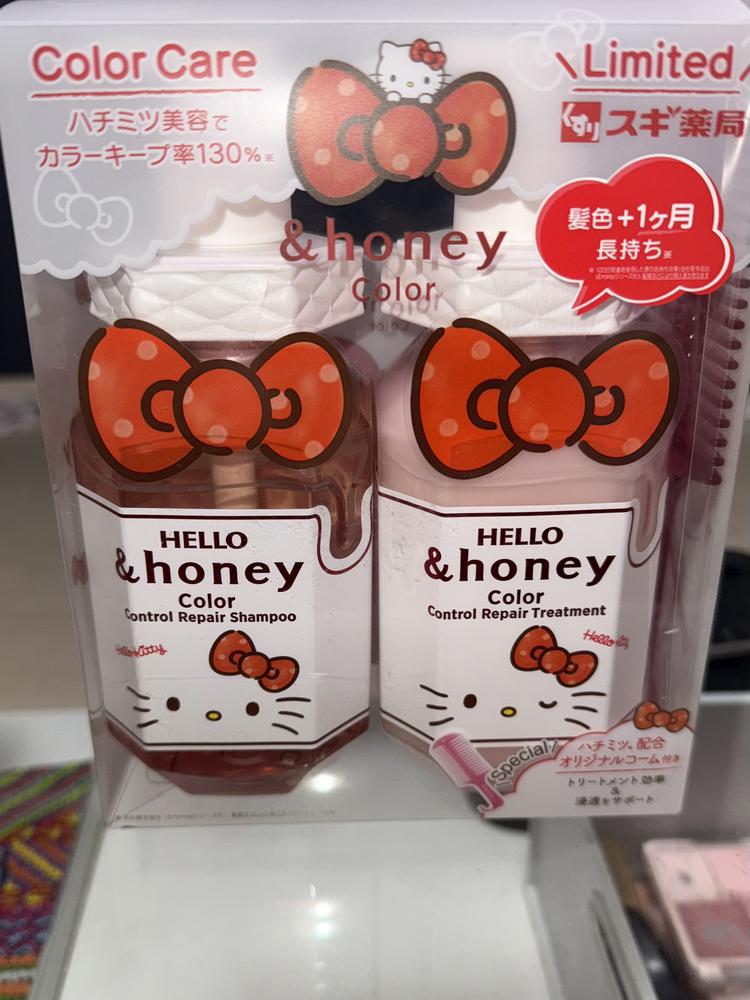 Color Care
ハチミツ美容で
カラーキープ率130%※
\Limited/
くすり スギ薬局
髪色+1ヶ月
長持ち※
&honey
Color
HELLO
&honey
Color
Control Repair Shampoo
Hello Kitty
HELLO
&honey
Color
Control Repair Treatment
Hello
\Special/
ハチミツ配合
オリジナルコーム付き
トリートメント効率
&
浸透をサポート